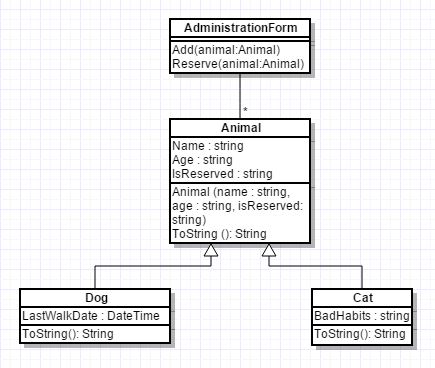 AdministrationForm
Add(animal:Animal)
Reserve(animal:Animal)
*
Animal
Name : string
Age : string
IsReserved : string
Animal (name : string,
age : string, isReserved:
string)
ToString (): String
Dog
LastWalkDate : DateTime
ToString(): String
Cat
BadHabits : string
ToString(): String